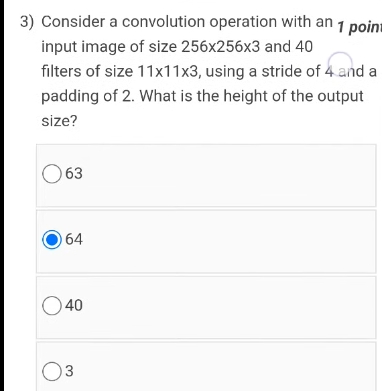 3) Consider a convolution operation with an 1 poin
input image of size 256x256x3 and 40
filters of size 11x11x3, using a stride of 4 and a
padding of 2. What is the height of the output
size?
63
64
40
3